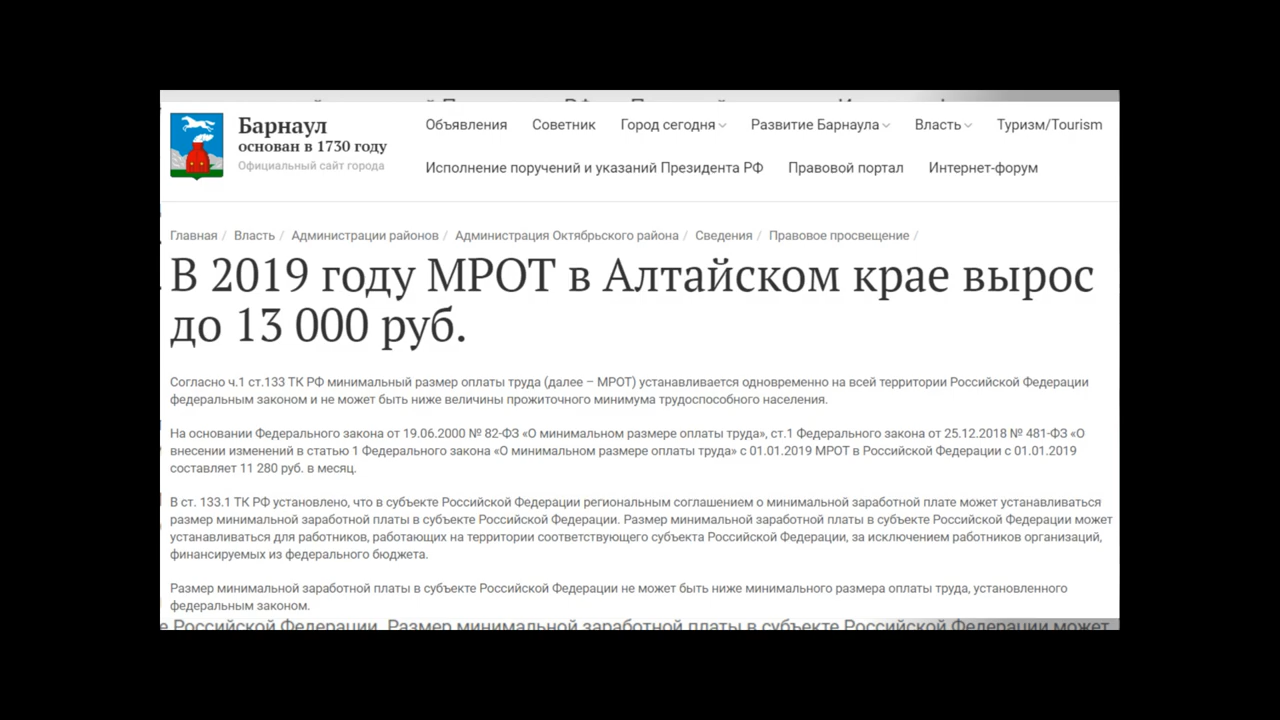 Барнаул
основан в 1730 году
Официальный сайт города
Объявления Советник Город сегодня Развитие Барнаула Власть Туризм/Tourism
Исполнение поручений и указаний Президента РФ Правовой портал Интернет-форум
Главная / Власть / Администрации районов / Администрация Октябрьского района / Сведения / Правовое просвещение /
В 2019 году МРОТ в Алтайском крае вырос
до 13 000 руб.
Согласно ч.1 ст.133 ТК РФ минимальный размер оплаты труда (далее – МРОТ) устанавливается одновременно на всей территории Российской Федерации
федеральным законом и не может быть ниже величины прожиточного минимума трудоспособного населения.
На основании Федерального закона от 19.06.2000 № 82-ФЗ «О минимальном размере оплаты труда», ст.1 Федерального закона от 25.12.2018 № 481-ФЗ «О
внесении изменений в статью 1 Федерального закона «О минимальном размере оплаты труда» с 01.01.2019 МРОТ в Российской Федерации с 01.01.2019
составляет 11 280 руб. в месяц.
В ст. 133.1 ТК РФ установлено, что в субъекте Российской Федерации региональным соглашением о минимальной заработной плате может устанавливаться
размер минимальной заработной платы в субъекте Российской Федерации. Размер минимальной заработной платы в субъекте Российской Федерации может
устанавливаться для работников, работающих на территории соответствующего субъекта Российской Федерации, за исключением работников организаций,
финансируемых из федерального бюджета.
Размер минимальной заработной платы в субъекте Российской Федерации не может быть ниже минимального размера оплаты труда, установленного
федеральным законом.
е Российской Федерации. Размер минимальной заработной платы в субъекте Российской Федерации может